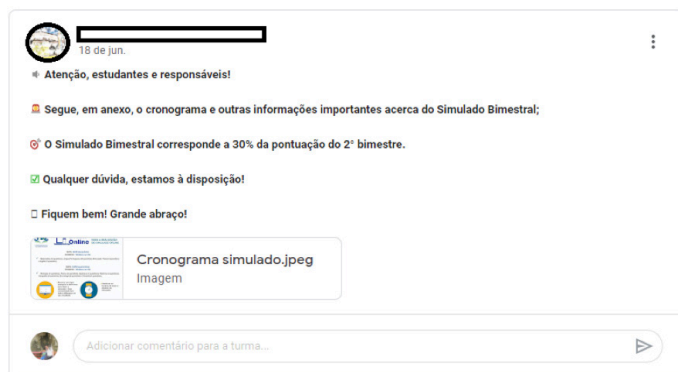 18 de jun.
Atenção, estudantes e responsáveis!
Segue, em anexo, o cronograma e outras informações importantes acerca do Simulado Bimestral;
O Simulado Bimestral corresponde a 30% da pontuação do 2° bimestre.
Qualquer dúvida, estamos à disposição!
Fiquem bem! Grande abraço!
Online
Cronograma simulado.jpeg
Imagem
Adicionar comentário para a turma...